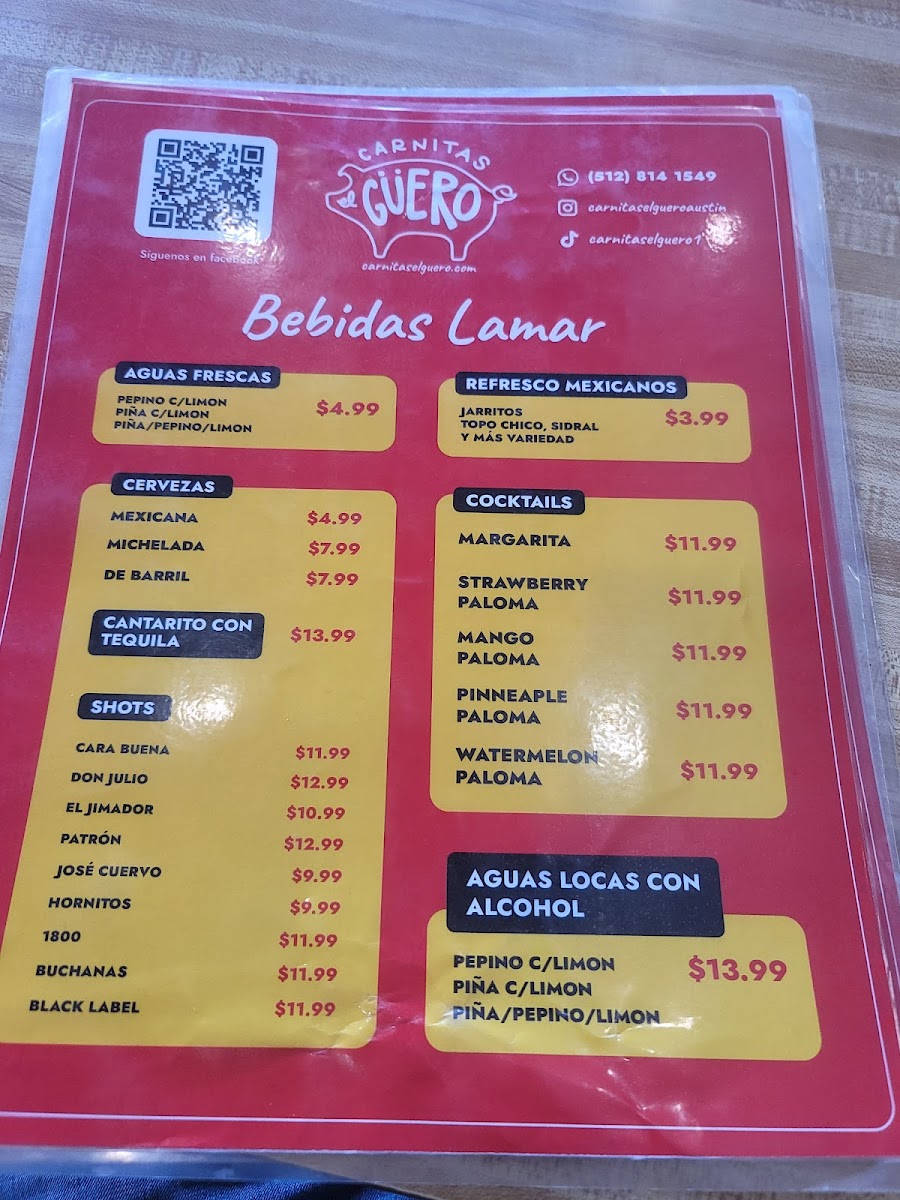 CARNITAS
el GÜERO
carnitaselguero.com
Síguenos en facebook
(512) 814 1549
carnitaselgueroaustin
Bebidas Lamar
AGUAS FRESCAS
PEPINO C/LIMON
PIÑA C/LIMON
PIÑA/PEPINO/LIMON
$4.99
REFRESCO MEXICANOS
JARRITOS
TOPO CHICO, SIDRAL
Y MÁS VARIEDAD
$3.99
CERVEZAS
MEXICANA $4.99
MICHELADA $7.99
DE BARRIL $7.99
CANTARITO CON
TEQUILA
$13.99
SHOTS
CARA BUENA $11.99
DON JULIO $12.99
EL JIMADOR $10.99
PATRÓN $12.99
JOSÉ CUERVO $9.99
HORNITOS $9.99
1800 $11.99
BUCHANAS $11.99
BLACK LABEL $11.99
COCKTAILS
MARGARITA $11.99
STRAWBERRY
PALOMA
$11.99
MANGO
PALOMA
$11.99
PINNEAPLE
PALOMA
$11.99
WATERMELON
PALOMA
$11.99
AGUAS LOCAS CON
ALCOHOL
PEPINO C/LIMON
PIÑA C/LIMON
PIÑA/PEPINO/LIMON
$13.99